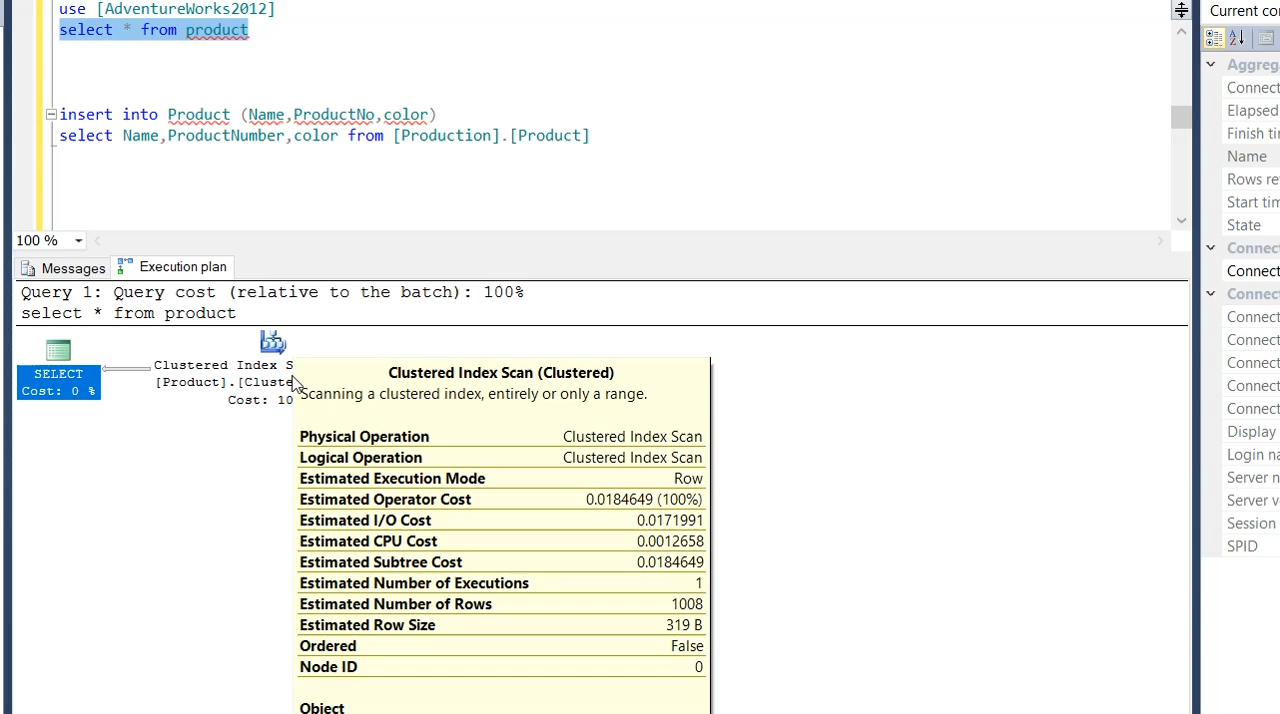 use [AdventureWorks2012]
select * from product
insert into Product (Name,ProductNo,color)
select Name,ProductNumber,color from [Production].[Product]
100 %
Messages
Execution plan
Query 1: Query cost (relative to the batch): 100%
select * from product
SELECT
Cost: 0 %
Clustered Index S
[Product].[Cluste
Cost: 10
Clustered Index Scan (Clustered)
Scanning a clustered index, entirely or only a range.
Physical Operation Clustered Index Scan
Logical Operation Clustered Index Scan
Estimated Execution Mode Row
Estimated Operator Cost 0.0184649 (100%)
Estimated I/O Cost 0.0171991
Estimated CPU Cost 0.0012658
Estimated Subtree Cost 0.0184649
Estimated Number of Executions 1
Estimated Number of Rows 1008
Estimated Row Size 319 B
Ordered False
Node ID 0
Object
Current co
Aggreg
Connect
Elapsed
Finish ti
Name
Rows re
Start tim
State
Connec
Connect
Connec
Connect
Connect
Connect
Connect
Connect
Display
Login na
Server n
Server v
Session
SPID